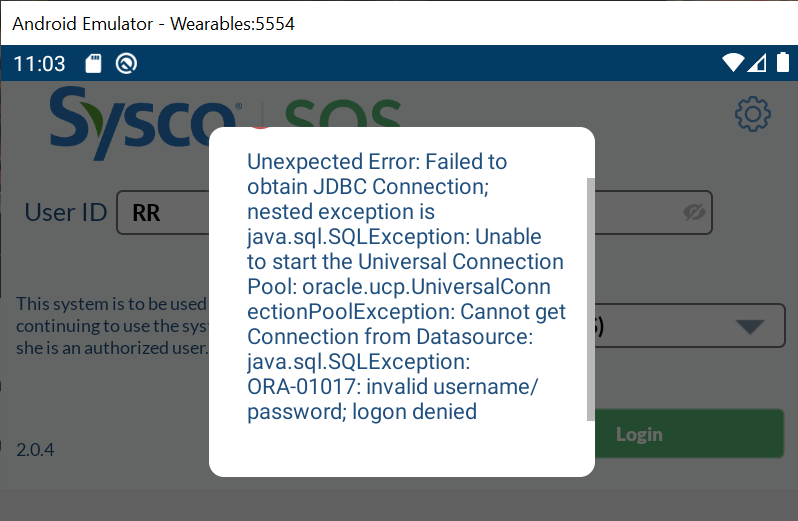 Android Emulator - Wearables:5554
11:03
Sysco® | SOS
User ID RR
Unexpected Error: Failed to
obtain JDBC Connection;
nested exception is
java.sql.SQLException: Unable
to start the Universal Connection
Pool: oracle.ucp.UniversalConn
ectionPoolException: Cannot get
Connection from Datasource:
java.sql.SQLException:
ORA-01017: invalid username/
password; logon denied
This system is to be used
continuing to use the sys
she is an authorized user.
S)
Login
2.0.4